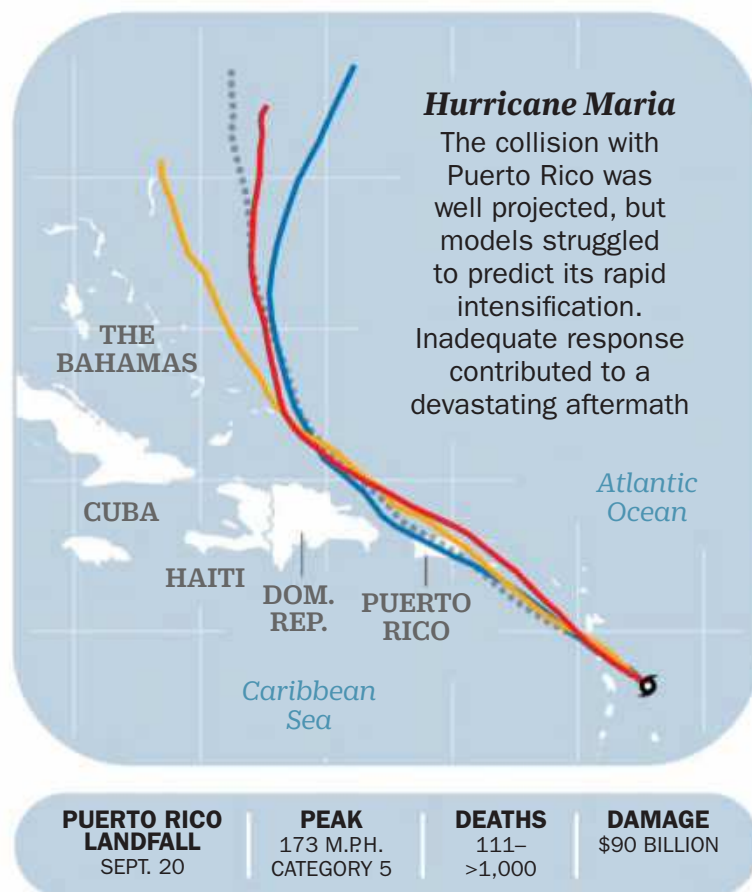 Hurricane Maria
The collision with
Puerto Rico was
well projected, but
models struggled
to predict its rapid
intensification.
Inadequate response
contributed to a
devastating aftermath
THE
BAHAMAS
Atlantic
Ocean
CUBA
HAITI
DOM.
REP.
PUERTO
RICO
Caribbean
Sea
PUERTO RICO
LANDFALL
SEPT. 20
PEAK
173 M.P.H.
CATEGORY 5
DEATHS
111–
>1,000
DAMAGE
$90 BILLION